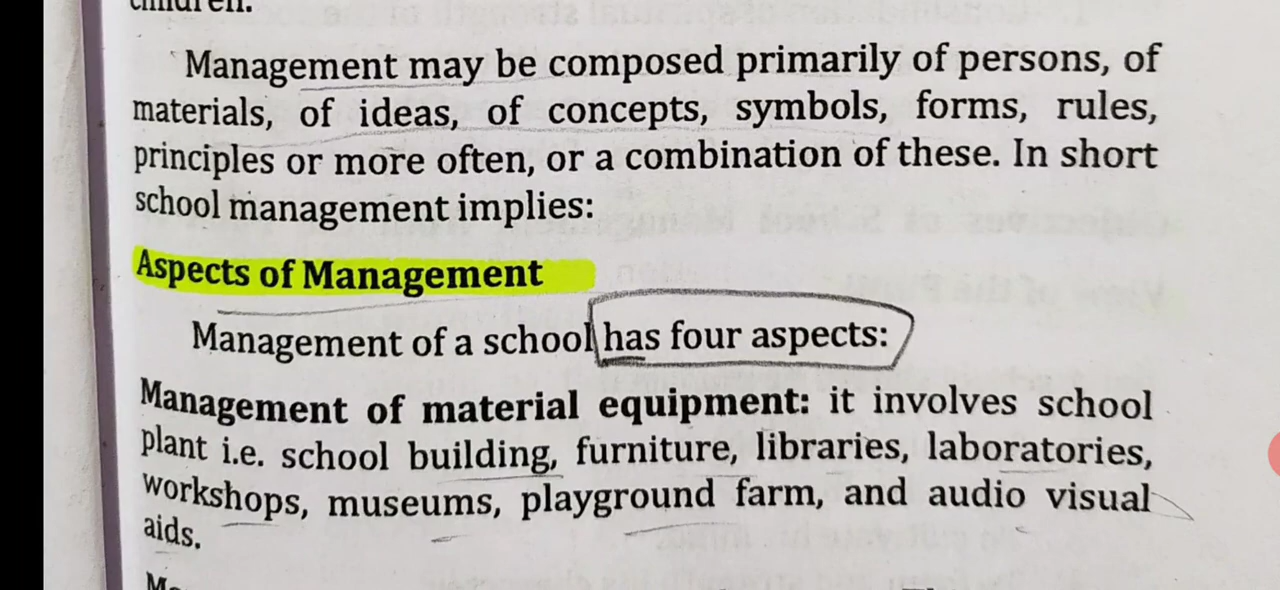 children.
Management may be composed primarily of persons, of
materials, of ideas, of concepts, symbols, forms, rules,
principles or more often, or a combination of these. In short
school management implies:
Aspects of Management
Management of a school has four aspects:
Management of material equipment: it involves school
plant i.e. school building, furniture, libraries, laboratories,
workshops, museums, playground farm, and audio visual
aids.